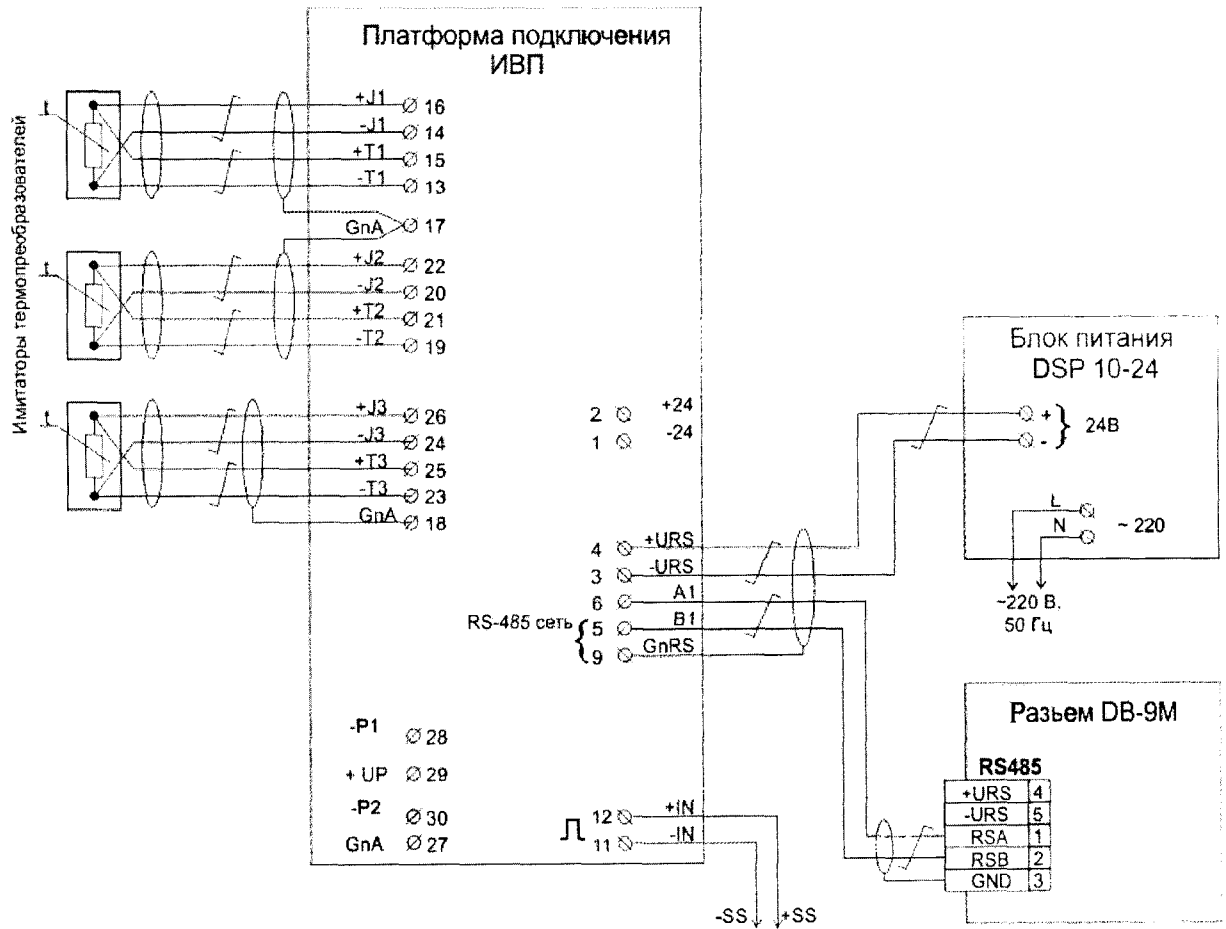 Платформа подключения
ИВП
Имитаторы термопреобразователей
t
+J1 16
-J1 14
+T1 15
-T1 13
GnA 17
t
+J2 22
-J2 20
+T2 21
-T2 19
t
+J3 26
-J3 24
+T3 25
-T3 23
GnA 18
2 +24
1 -24
4 +URS
3 -URS
6 A1
RS-485 сеть { 5 B1
9 GnRS
-P1 28
+ UP 29
-P2 30
GnA 27
12 +IN
11 -IN
-SS +SS
Блок питания
DSP 10-24
+ } 24В
-
L
N ~ 220
~220 В.
50 Гц
Разьем DB-9M
RS485
+URS 4
-URS 5
RSA 1
RSB 2
GND 3